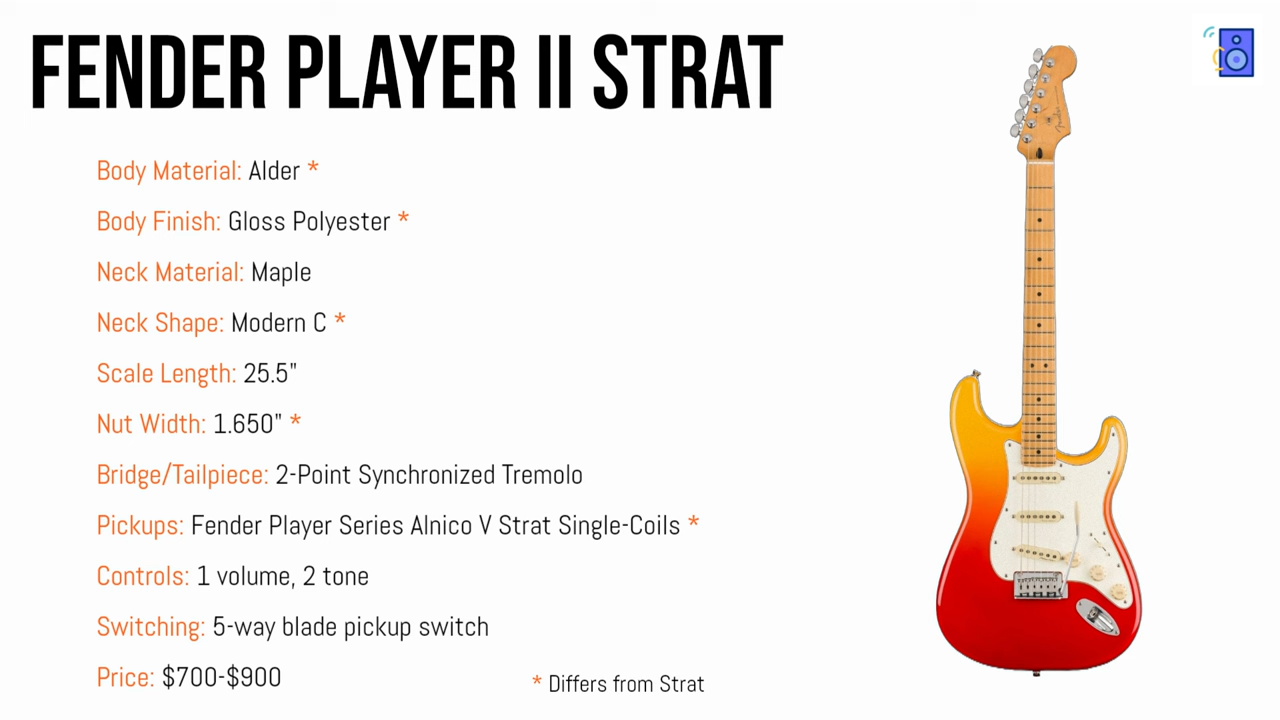 FENDER PLAYER II STRAT
Body Material: Alder *
Body Finish: Gloss Polyester *
Neck Material: Maple
Neck Shape: Modern C *
Scale Length: 25.5"
Nut Width: 1.650" *
Bridge/Tailpiece: 2-Point Synchronized Tremolo
Pickups: Fender Player Series Alnico V Strat Single-Coils *
Controls: 1 volume, 2 tone
Switching: 5-way blade pickup switch
Price: $700-$900
* Differs from Strat
Fender